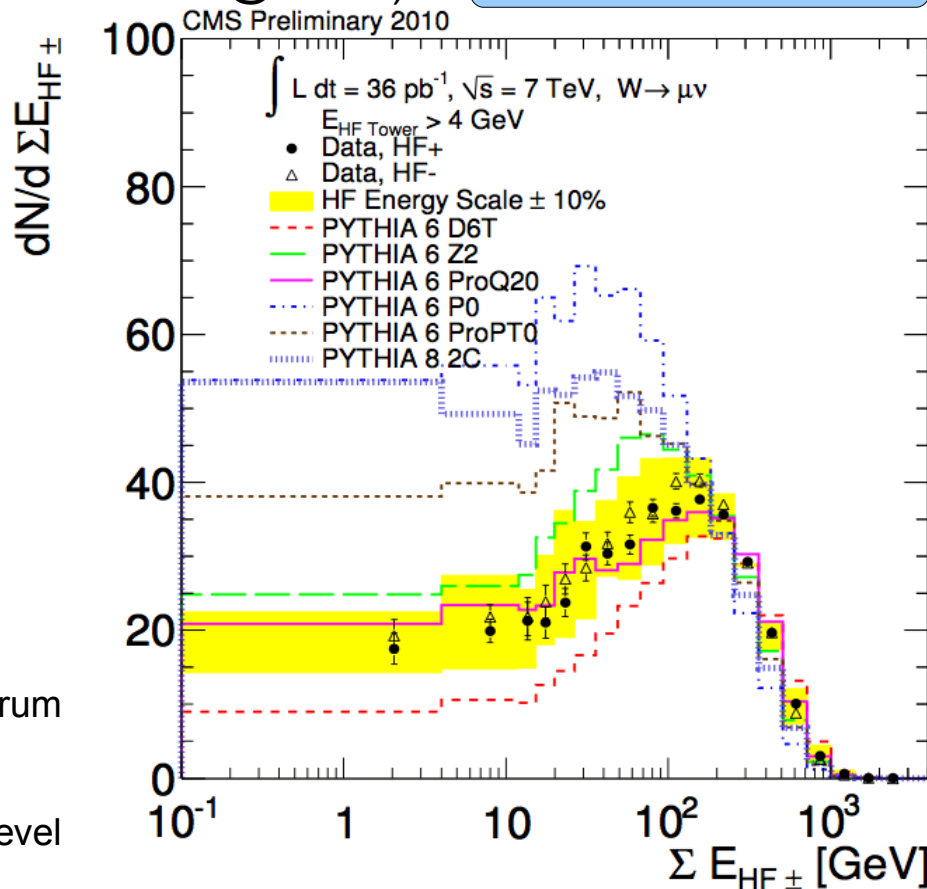 CMS Preliminary 2010
∫ L dt = 36 pb⁻¹, √s = 7 TeV, W→ μν
E_HF Tower > 4 GeV
Data, HF+
Data, HF-
HF Energy Scale ± 10%
PYTHIA 6 D6T
PYTHIA 6 Z2
PYTHIA 6 ProQ20
PYTHIA 6 P0
PYTHIA 6 ProPT0
PYTHIA 8 2C
dN/d ΣE_HF ±
100
80
60
40
20
0
10⁻¹ 1 10 10² 10³
Σ E_HF ± [GeV]
rum
evel